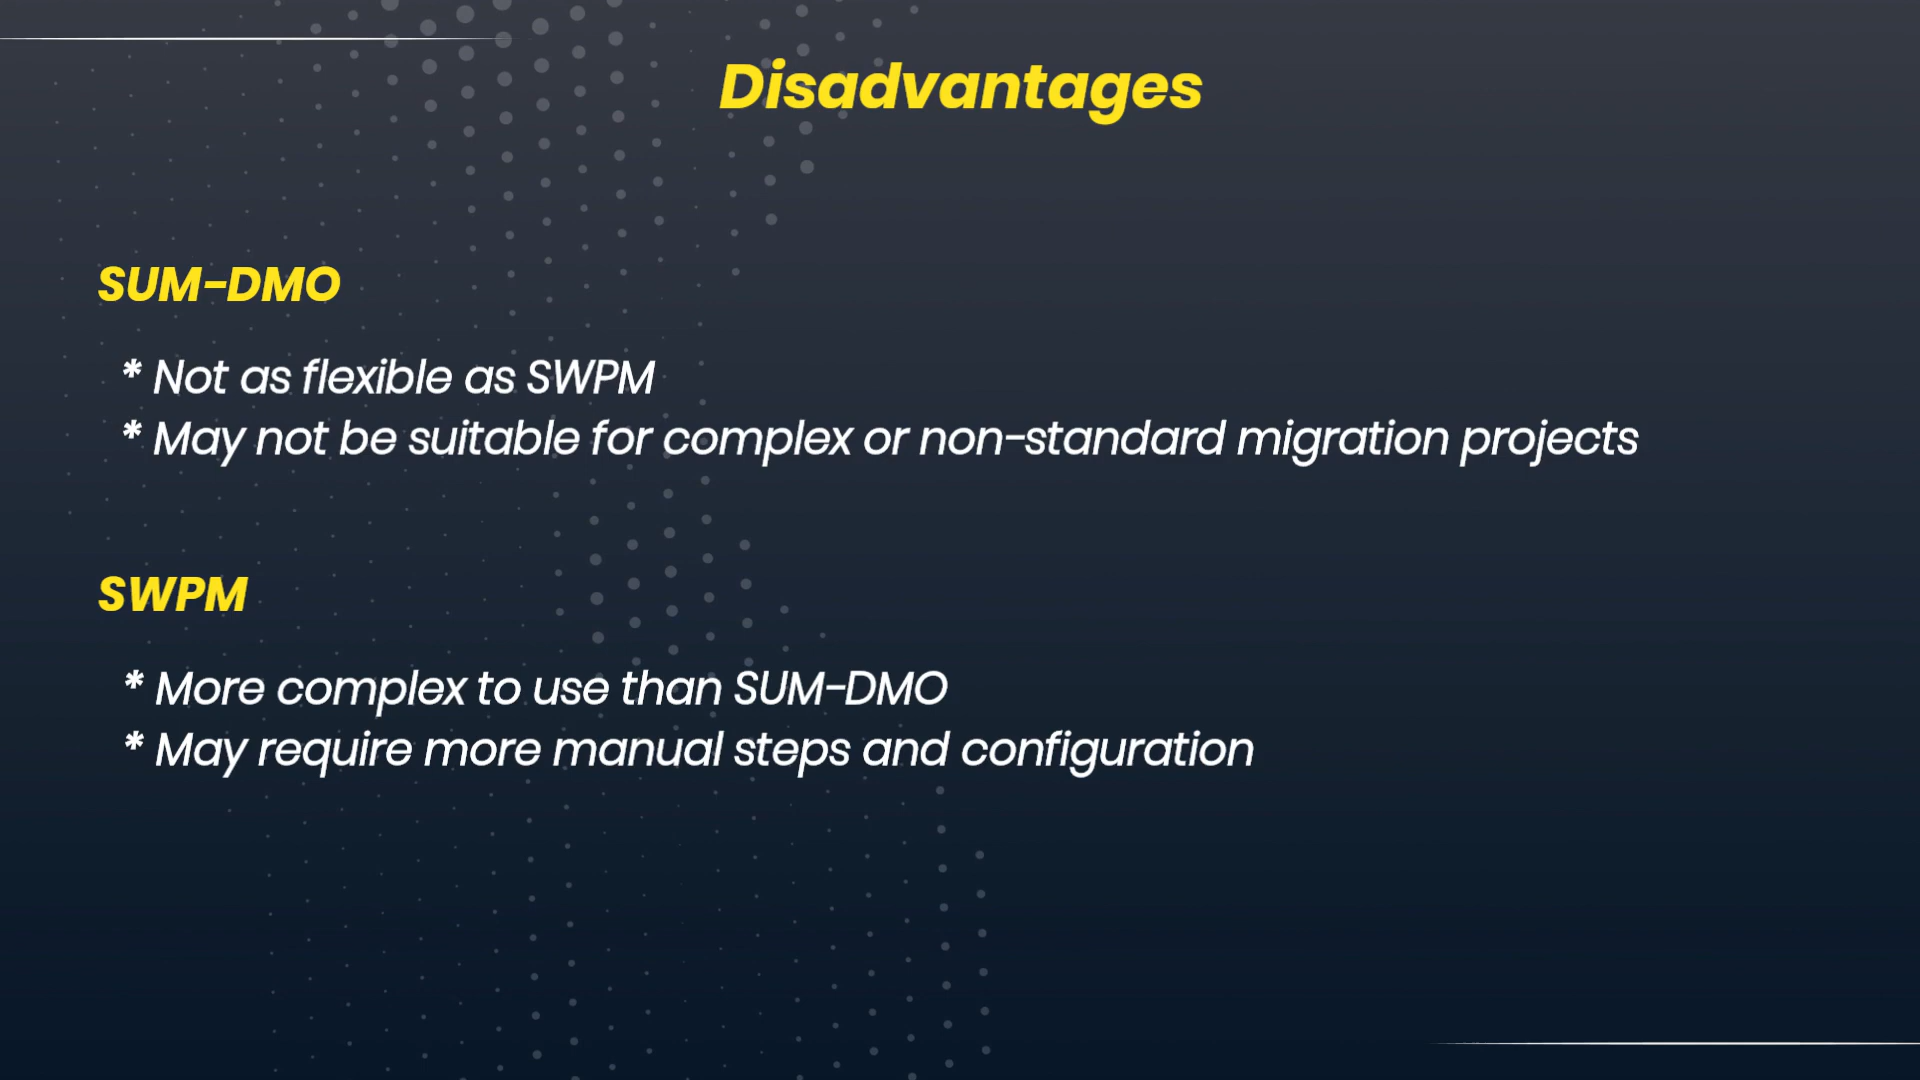 Disadvantages
SUM-DMO
* Not as flexible as SWPM
* May not be suitable for complex or non-standard migration projects
SWPM
* More complex to use than SUM-DMO
* May require more manual steps and configuration